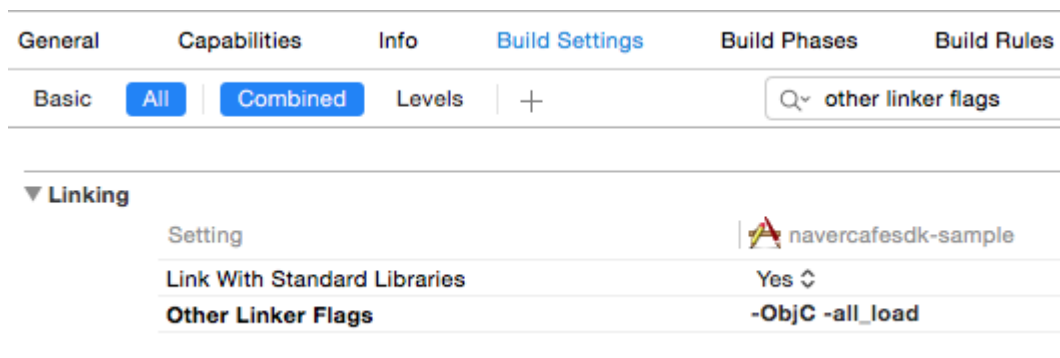 General Capabilities Info Build Settings Build Phases Build Rules
Basic All Combined Levels + other linker flags
Linking
Setting navercafesdk-sample
Link With Standard Libraries Yes
Other Linker Flags -ObjC -all_load